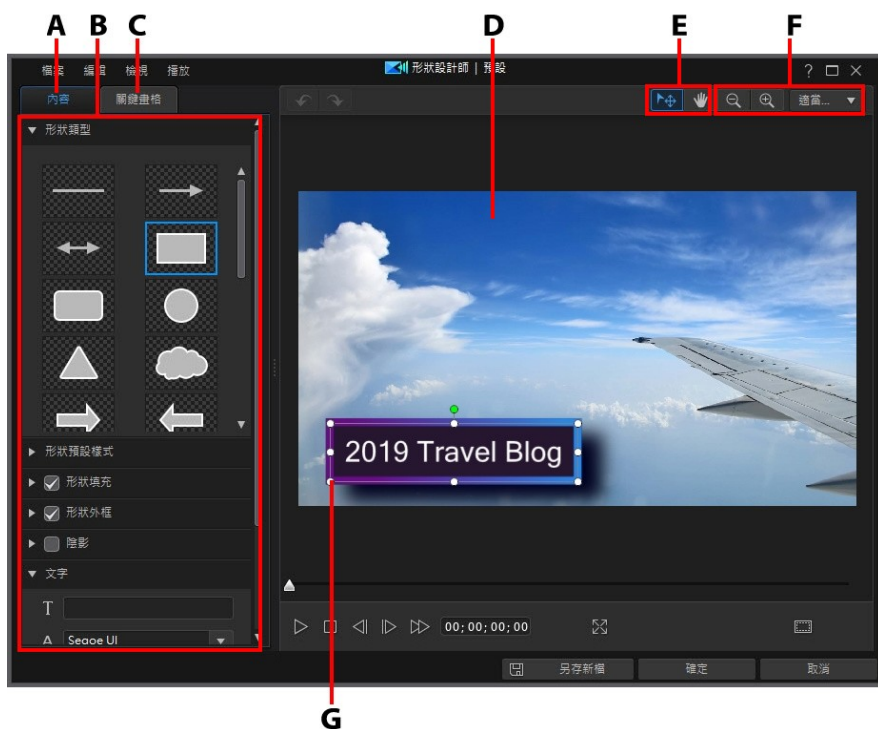 A B C D E F
檔案 編輯 檢視 播放
形狀設計師 | 預設
?
內容 關鍵畫格
適當...
形狀類型
2019 Travel Blog
形狀預設樣式
形狀填充
形狀外框
陰影
文字
T
A Segoe UI
00;00;00;00
另存新檔 確定 取消
G